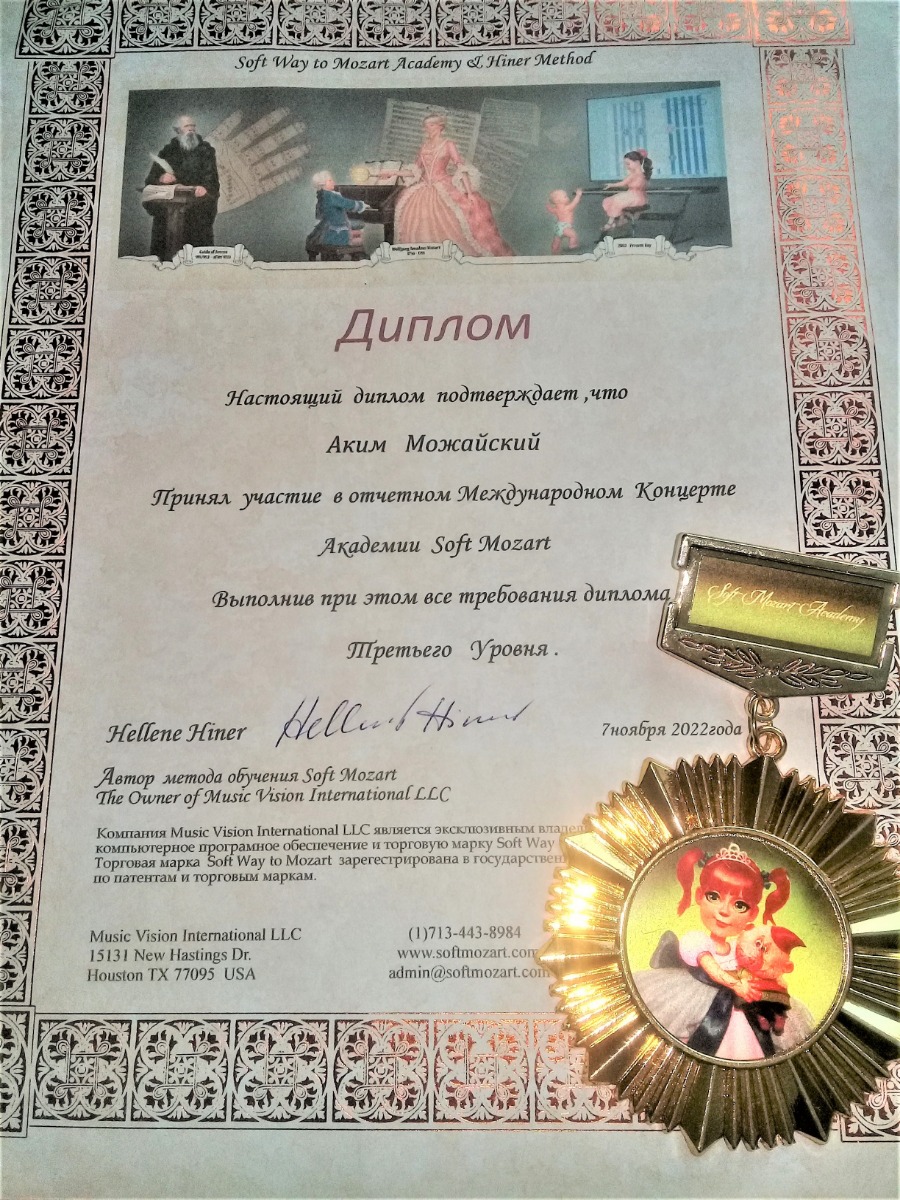 Soft Way to Mozart Academy & Hiner Method
Диплом
Настоящий диплом подтверждает ,что
Аким Можайский
Принял участие в отчетном Международном Концерте
Академии Soft Mozart
Выполнив при этом все требования диплома
Третьего Уровня .
Soft Mozart Academy
Hellene Hiner Hellene Hiner 7ноября 2022года
Автор метода обучения Soft Mozart
The Owner of Music Vision International LLC
Компания Music Vision International LLC является эксклюзивным
компьютерное програмное обеспечение и торговую марку Soft Way
Торговая марка Soft Way to Mozart зарегестрирована в
по патентам и торговым маркам.
Music Vision International LLC (1)713-443-8984
15131 New Hastings Dr. www.softmozart.com
Houston TX 77095 USA admin@softmozart.com